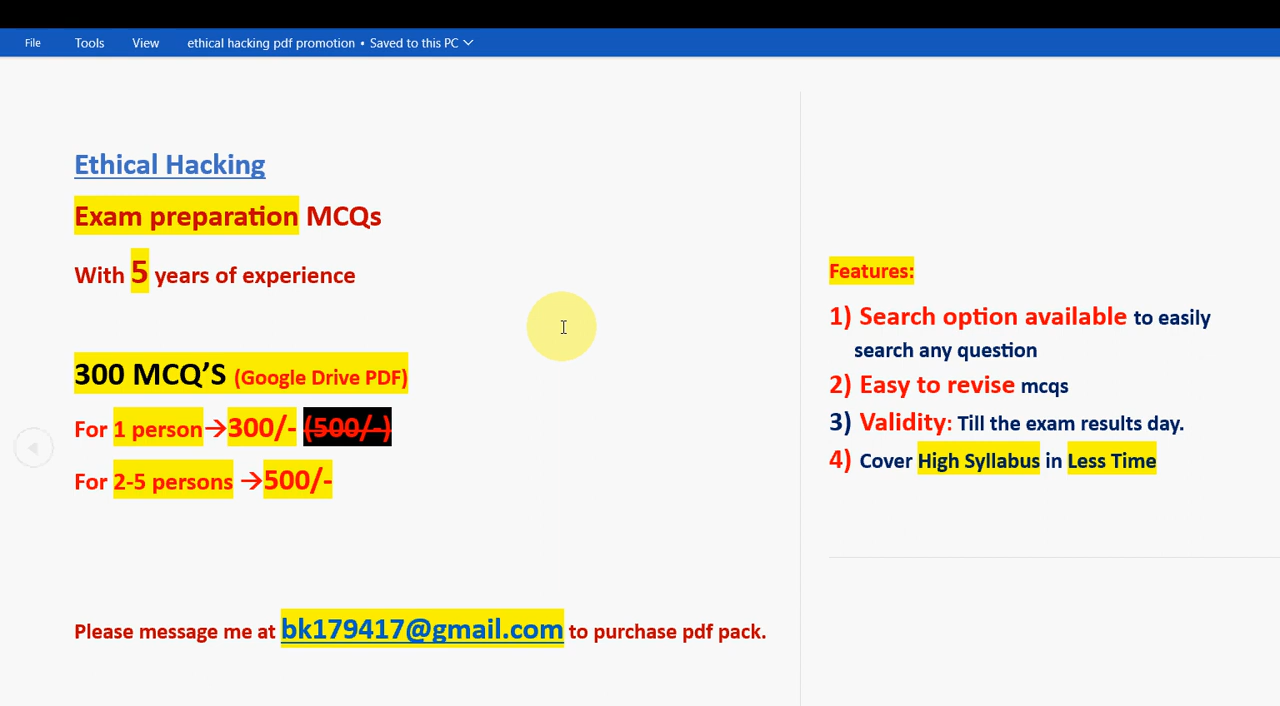 File Tools View ethical hacking pdf promotion • Saved to this PC
Ethical Hacking
Exam preparation MCQs
With 5 years of experience
300 MCQ’S (Google Drive PDF)
For 1 person→300/- (500/-)
For 2-5 persons →500/-
Please message me at bk179417@gmail.com to purchase pdf pack.
Features:
1) Search option available to easily
search any question
2) Easy to revise mcqs
3) Validity: Till the exam results day.
4) Cover High Syllabus in Less Time